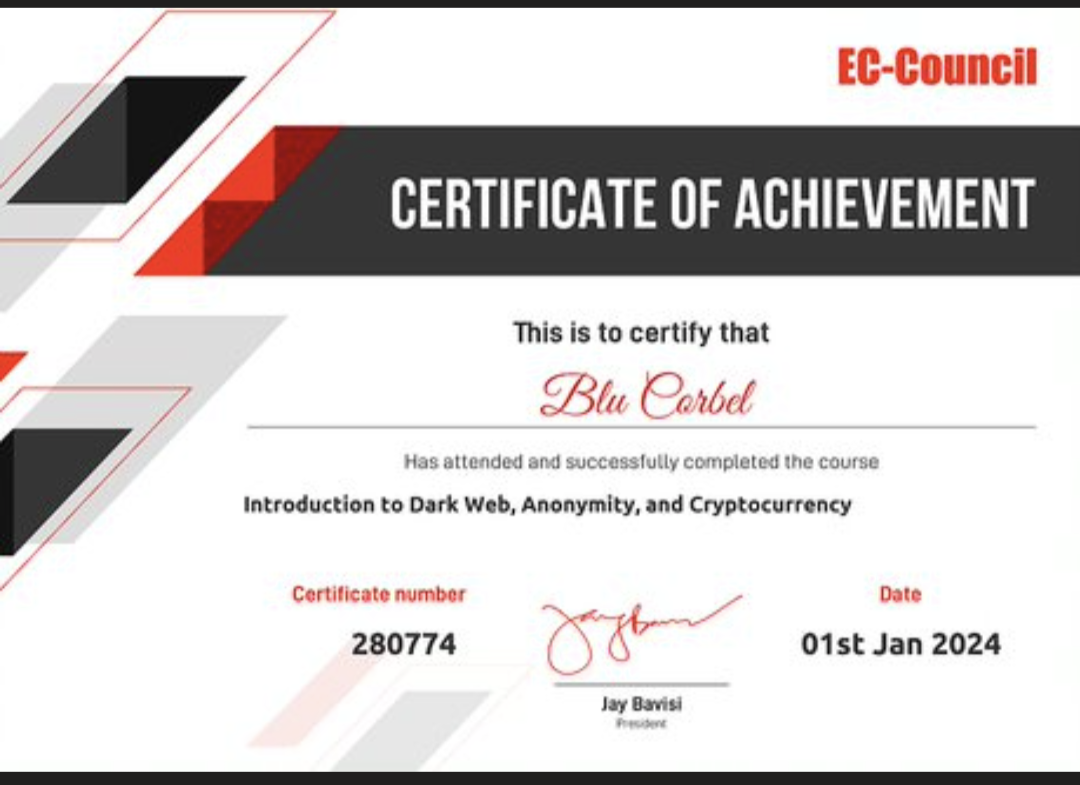 EC-Council
CERTIFICATE OF ACHIEVEMENT
This is to certify that
Blu Corbel
Has attended and successfully completed the course
Introduction to Dark Web, Anonymity, and Cryptocurrency
Certificate number
280774
Date
01st Jan 2024
Jay Bavisi
President